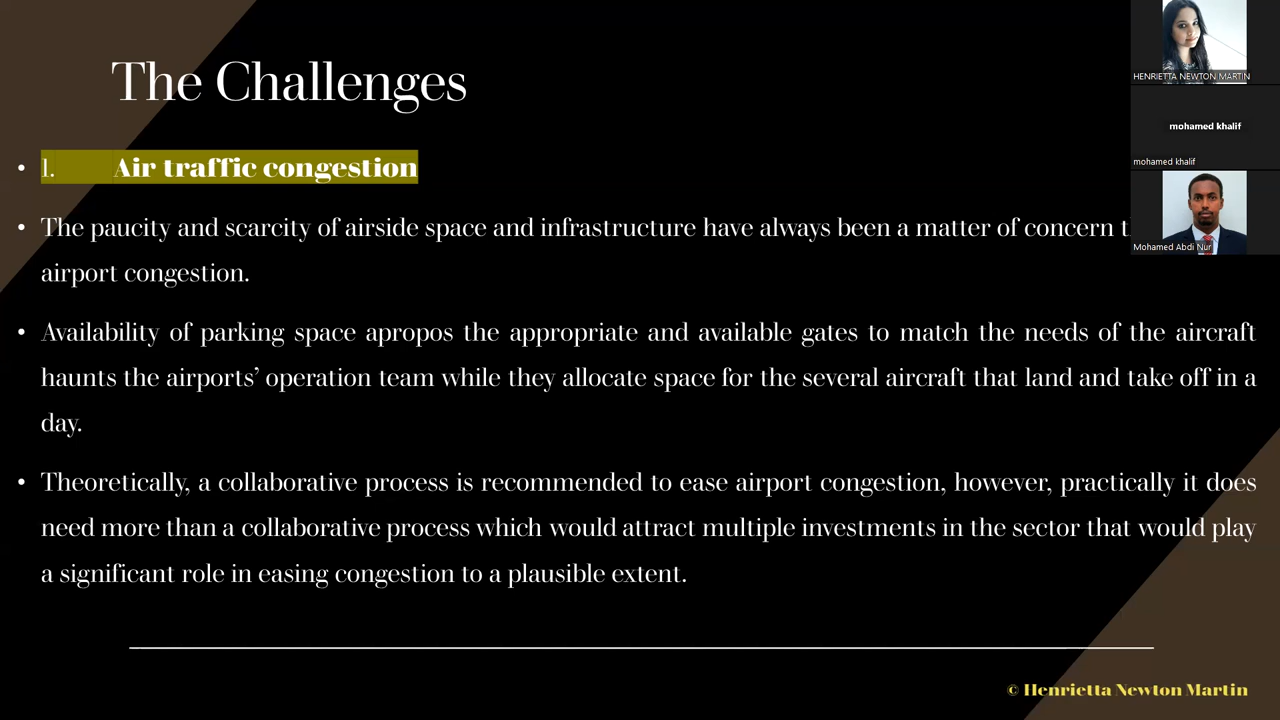 The Challenges
• 1. Air traffic congestion
• The paucity and scarcity of airside space and infrastructure have always been a matter of concern
airport congestion.
• Availability of parking space apropos the appropriate and available gates to match the needs of the aircraft
haunts the airports’ operation team while they allocate space for the several aircraft that land and take off in a
day.
• Theoretically, a collaborative process is recommended to ease airport congestion, however, practically it does
need more than a collaborative process which would attract multiple investments in the sector that would play
a significant role in easing congestion to a plausible extent.
© Henrietta Newton Martin
HENRIETTA NEWTON MARTIN
mohamed khalif
mohamed khalif
Mohamed Abdi Nur